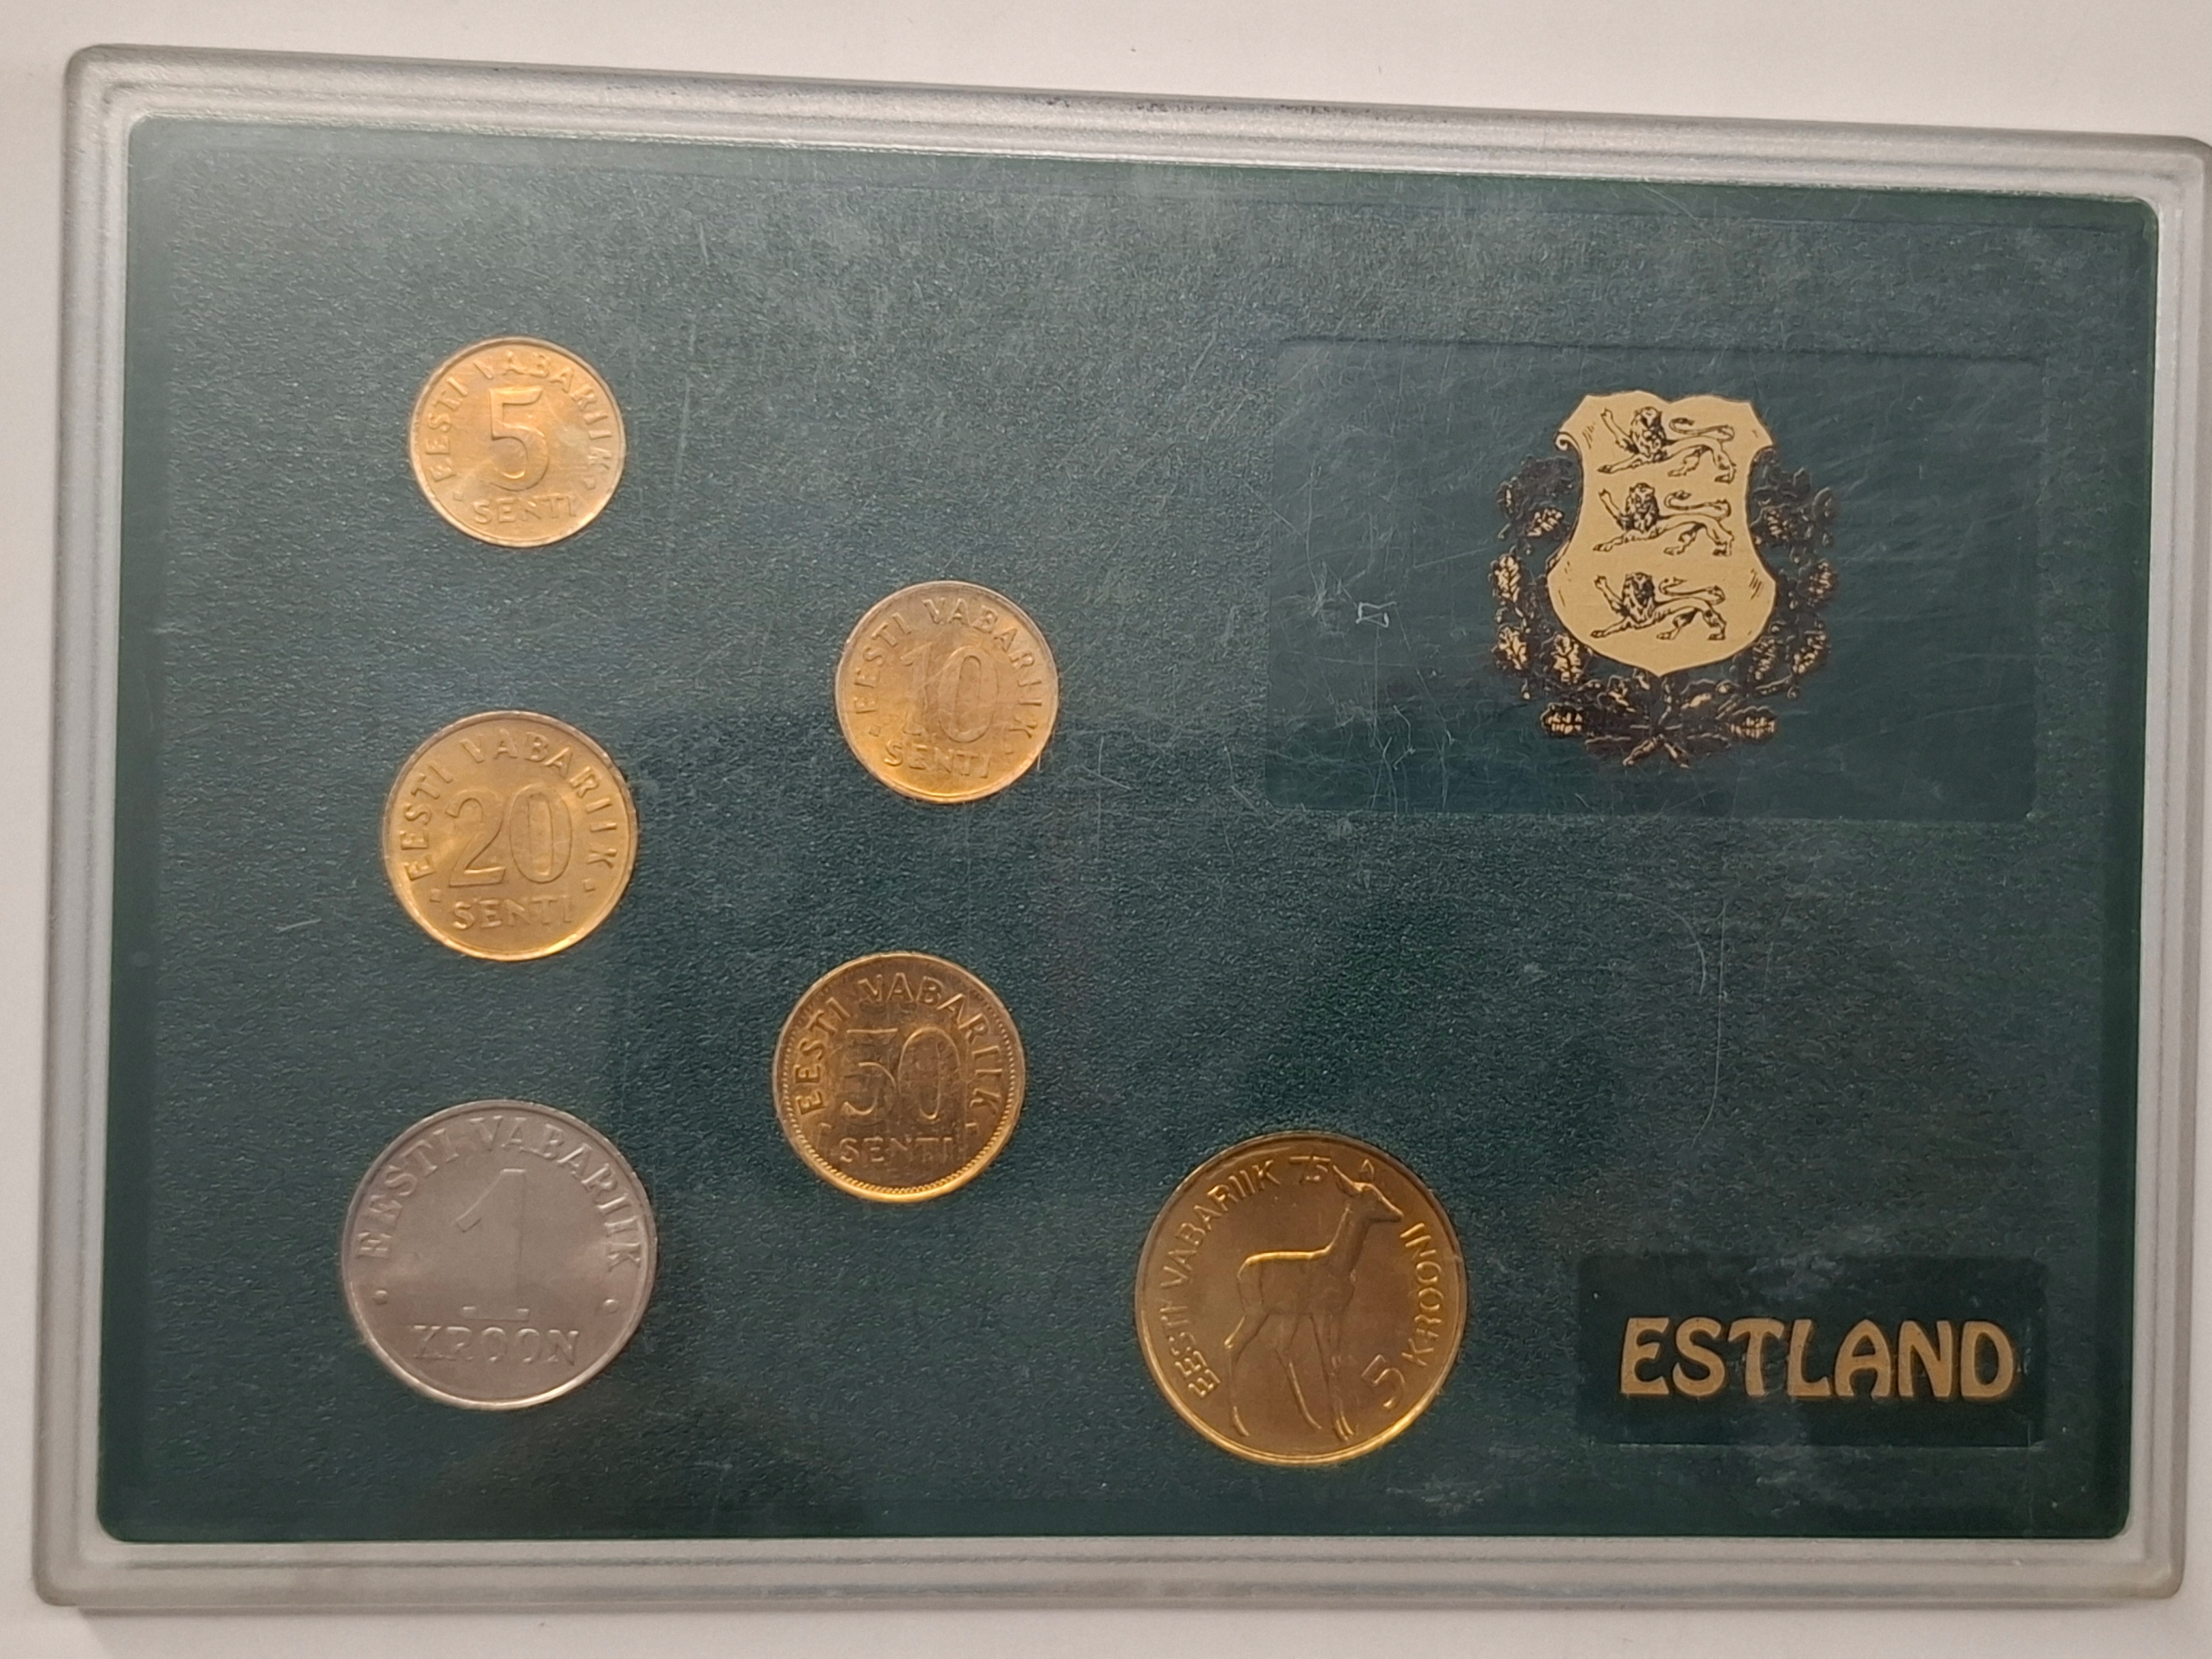 EESTI VABARIIK
5
SENTI
EESTI VABARIIK
10
SENTI
EESTI VABARIIK
20
SENTI
EESTI VABARIIK
50
SENTI
EESTI VABARIIK
1
KROON
EESTI VABARIIK 75
5 KROONI
ESTLAND